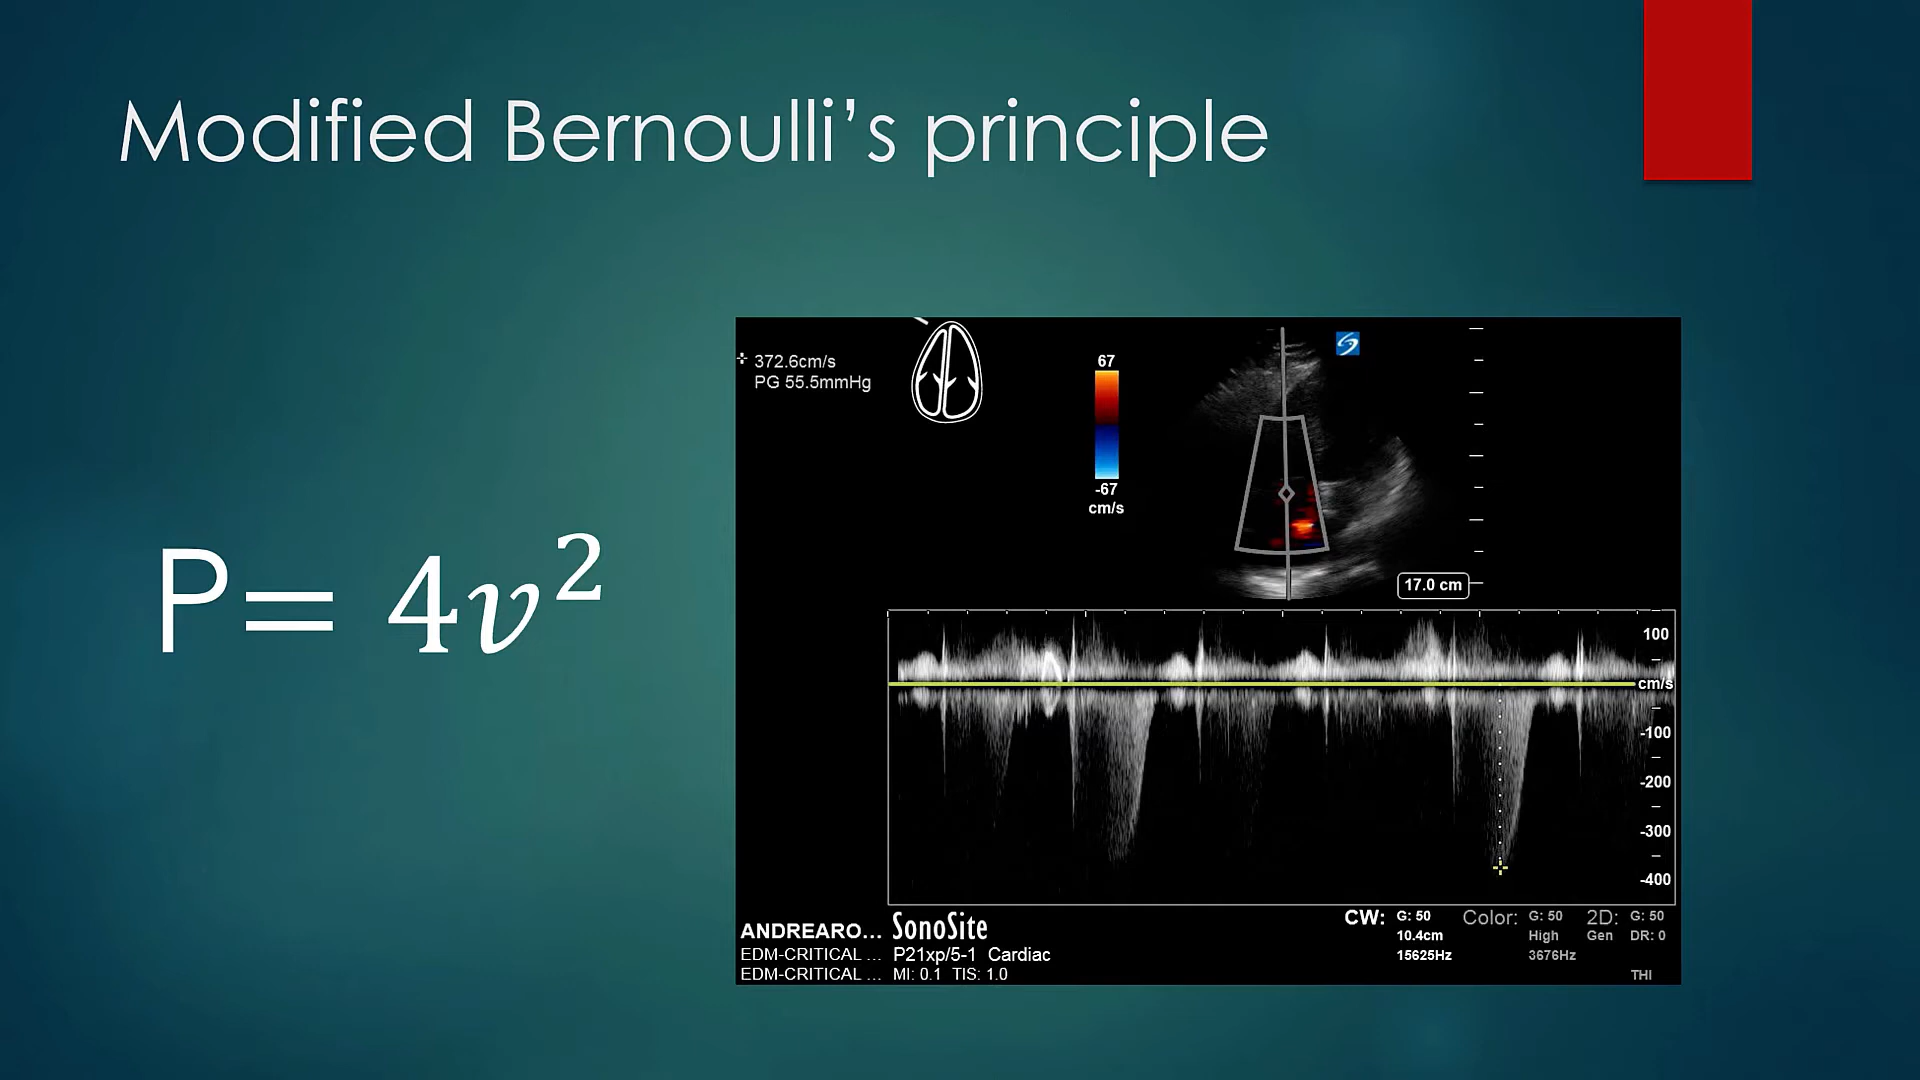 Modified Bernoulli’s principle
P= 4v²
372.6cm/s
PG 55.5mmHg
67
-67
cm/s
17.0 cm
100
cm/s
-100
-200
-300
-400
ANDREARO...
EDM-CRITICAL ...
EDM-CRITICAL ...
SonoSite
P21xp/5-1 Cardiac
MI: 0.1 TIS: 1.0
CW: G: 50
10.4cm
15625Hz
Color: G: 50
High
3676Hz
2D: G: 50
Gen DR: 0
THI